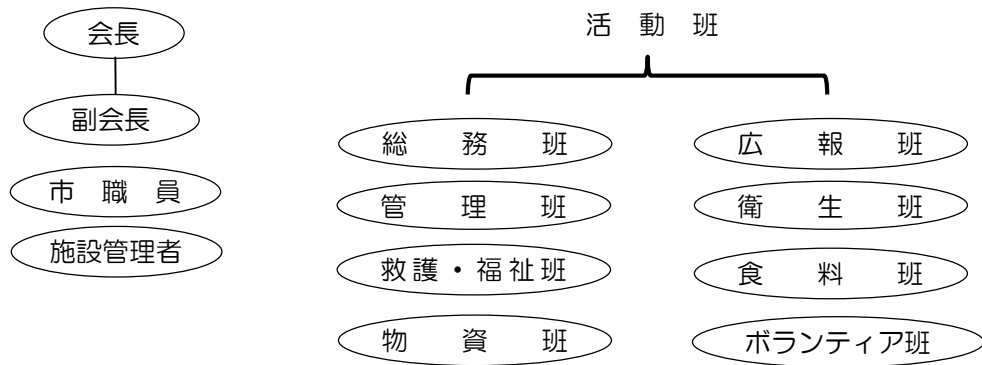 会長
副会長
市職員
施設管理者
活動班
総務班
管理班
救護・福祉班
物資班
広報班
衛生班
食料班
ボランティア班